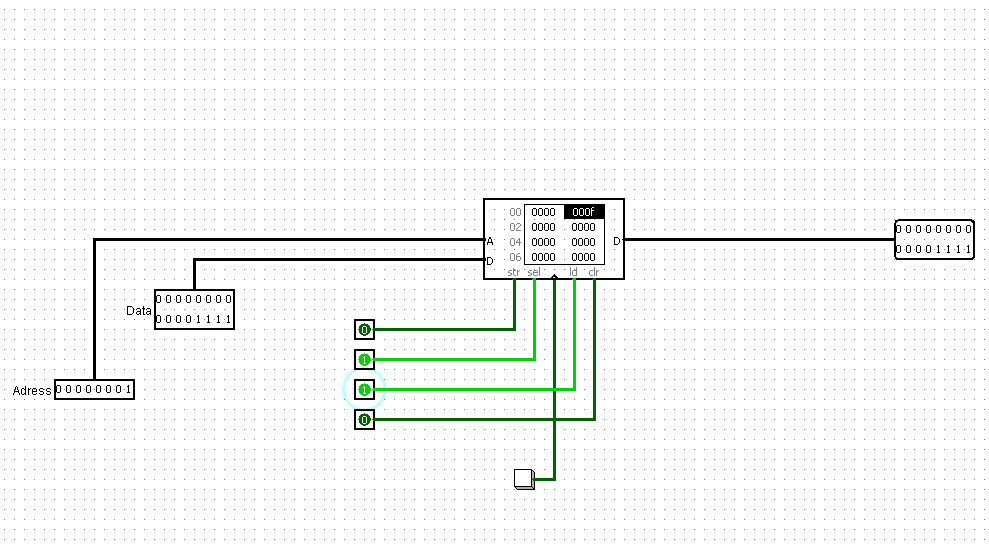 00 0000 000f
02 0000 0000
A 04 0000 0000 D
D 06 0000 0000
str sel ld clr
0 0 0 0 0 0 0 0
0 0 0 0 1 1 1 1
Data
0 0 0 0 0 0 0 0
0 0 0 0 1 1 1 1
0
1
1
0
Adress
0 0 0 0 0 0 0 1